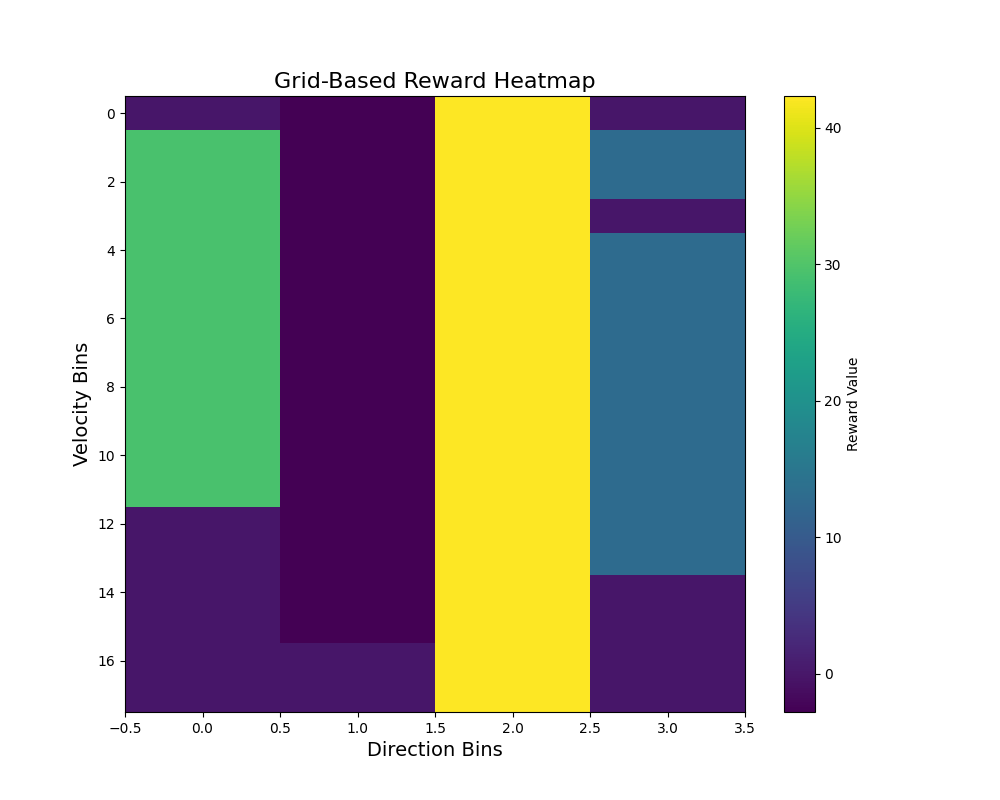 Grid-Based Reward Heatmap
0
2
4
6
8
10
12
14
16
Velocity Bins
−0.5 0.0 0.5 1.0 1.5 2.0 2.5 3.0 3.5
Direction Bins
40
30
20
10
0
Reward Value